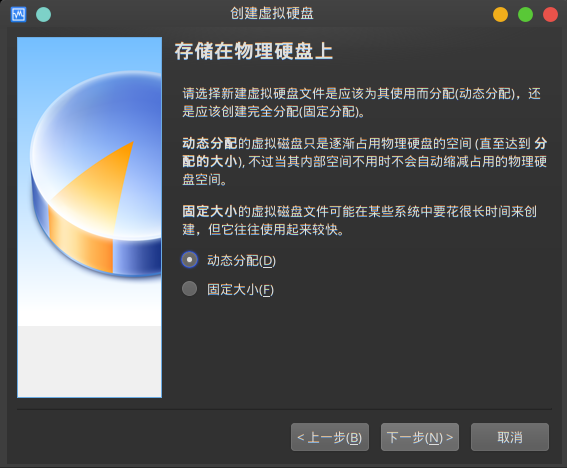 创建虚拟硬盘
存储在物理硬盘上
请选择新建虚拟硬盘文件是应该为其使用而分配(动态分配)，还
是应该创建完全分配(固定分配)。
动态分配的虚拟磁盘只是逐渐占用物理硬盘的空间 (直至达到 分
配的大小), 不过当其内部空间不用时不会自动缩减占用的物理硬
盘空间。
固定大小的虚拟磁盘文件可能在某些系统中要花很长时间来创
建，但它往往使用起来较快。
动态分配(D)
固定大小(F)
< 上一步(B) 下一步(N) > 取消